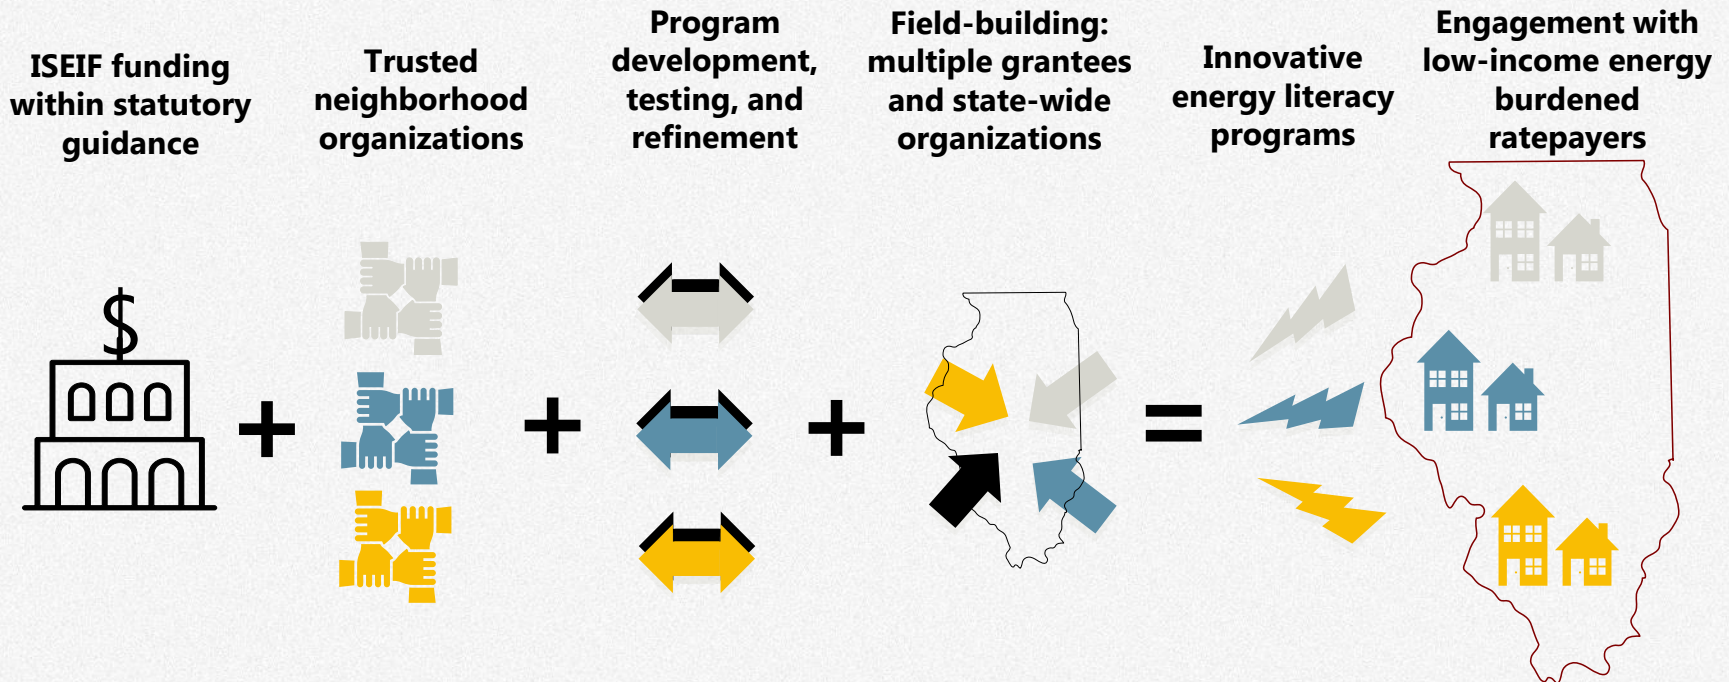 ISEIF funding
within statutory
guidance
Trusted
neighborhood
organizations
Program
development,
testing, and
refinement
Field-building:
multiple grantees
and state-wide
organizations
Innovative
energy literacy
programs
Engagement with
low-income energy
burdened
ratepayers
$
+
+
+
=